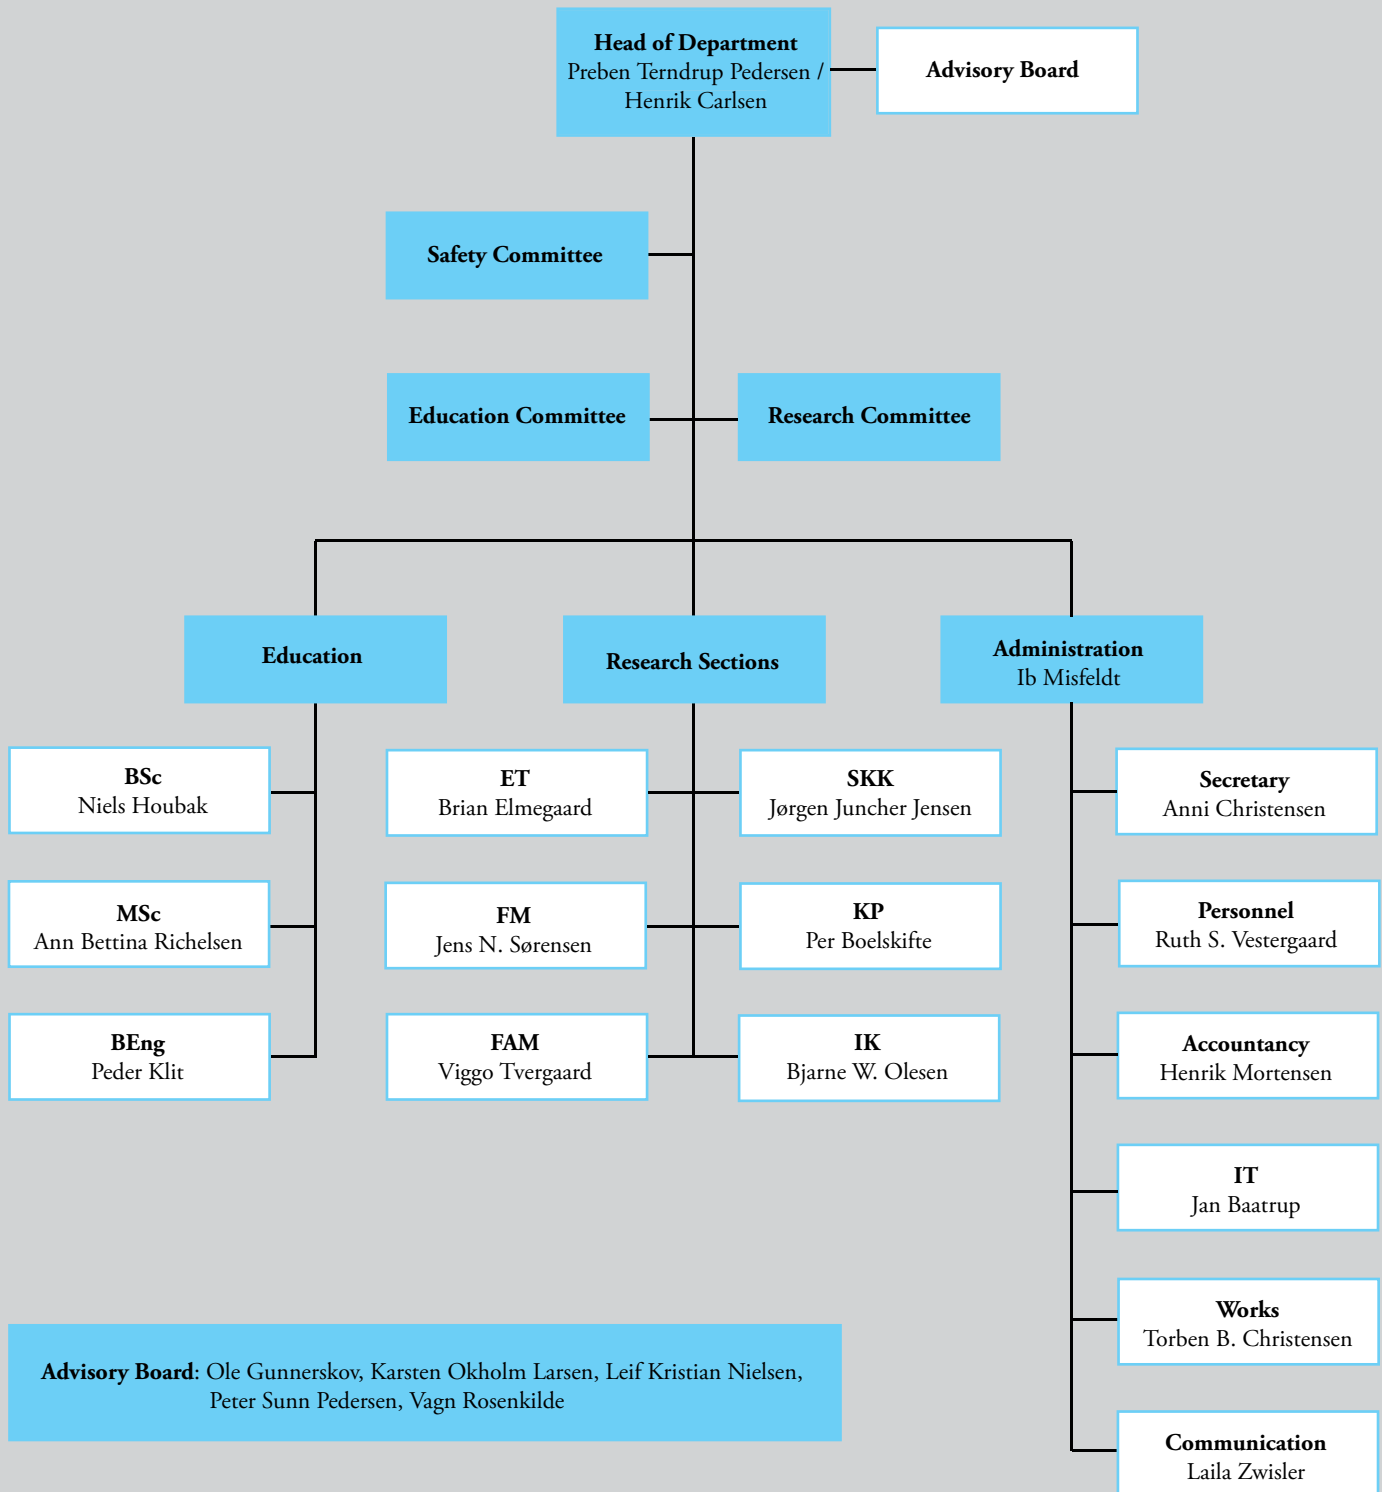 Head of Department
Preben Terndrup Pedersen /
Henrik Carlsen
Advisory Board
Safety Committee
Education Committee
Research Committee
Education
Research Sections
Administration
Ib Misfeldt
BSc
Niels Houbak
MSc
Ann Bettina Richelsen
BEng
Peder Klit
ET
Brian Elmegaard
SKK
Jørgen Juncher Jensen
FM
Jens N. Sørensen
KP
Per Boelskifte
FAM
Viggo Tvergaard
IK
Bjarne W. Olesen
Secretary
Anni Christensen
Personnel
Ruth S. Vestergaard
Accountancy
Henrik Mortensen
IT
Jan Baatrup
Works
Torben B. Christensen
Communication
Laila Zwisler
Advisory Board: Ole Gunnerskov, Karsten Okholm Larsen, Leif Kristian Nielsen,
Peter Sunn Pedersen, Vagn Rosenkilde